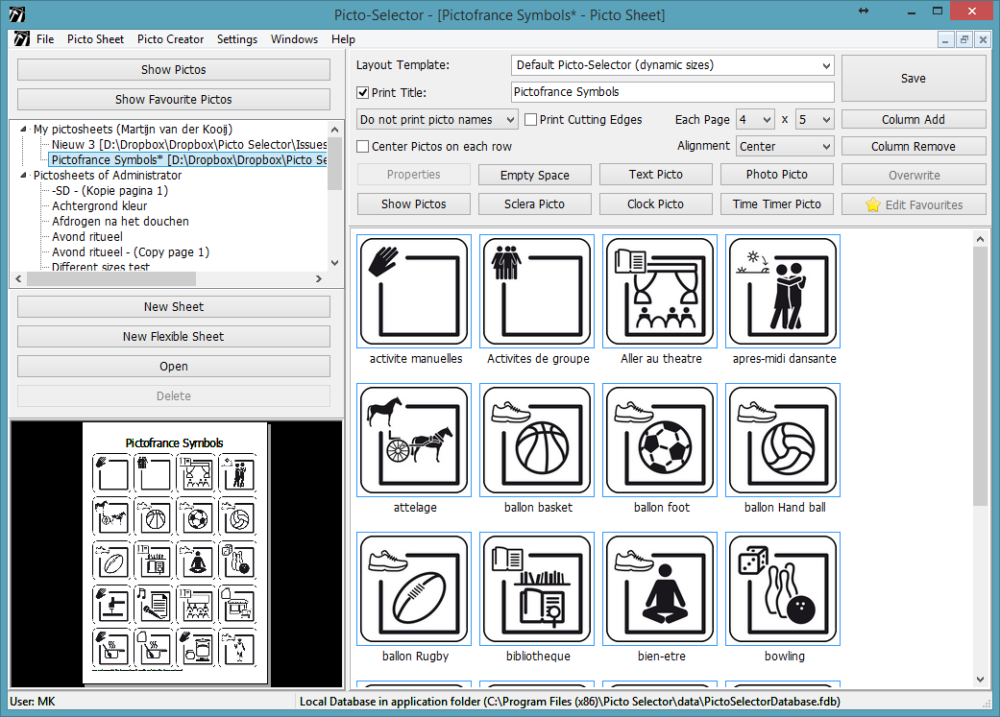 Picto-Selector - [Pictofrance Symbols* - Picto Sheet]
File Picto Sheet Picto Creator Settings Windows Help
Show Pictos
Show Favourite Pictos
My pictosheets (Martijn van der Kooij)
Nieuw 3 [D:\Dropbox\Dropbox\Picto Selector\Issues
Pictofrance Symbols* [D:\Dropbox\Dropbox\Picto Se
Pictosheets of Administrator
-SD - (Kopie pagina 1)
Achtergrond kleur
Afdrogen na het douchen
Avond ritueel
Avond ritueel - (Copy page 1)
Different sizes test
New Sheet
New Flexible Sheet
Open
Delete
Pictofrance Symbols
Layout Template: Default Picto-Selector (dynamic sizes)
Save
Print Title: Pictofrance Symbols
Do not print picto names Print Cutting Edges Each Page 4 x 5 Column Add
Center Pictos on each row Alignment Center Column Remove
Properties Empty Space Text Picto Photo Picto Overwrite
Show Pictos Sclera Picto Clock Picto Time Timer Picto Edit Favourites
activite manuelles Activites de groupe Aller au theatre apres-midi dansante
attelage ballon basket ballon foot ballon Hand ball
ballon Rugby bibliotheque bien-etre bowling
User: MK Local Database in application folder (C:\Program Files (x86)\Picto Selector\data\PictoSelectorDatabase.fdb)